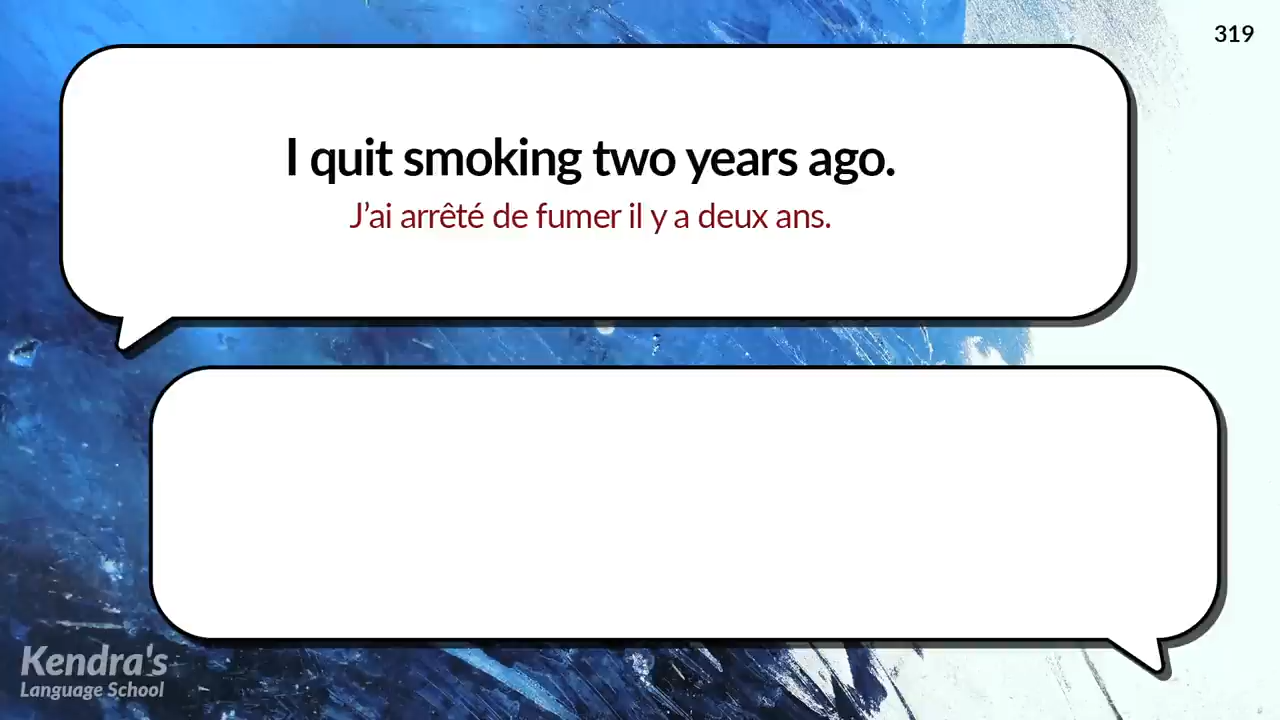 319
I quit smoking two years ago.
J’ai arrêté de fumer il y a deux ans.
Kendra's
Language School